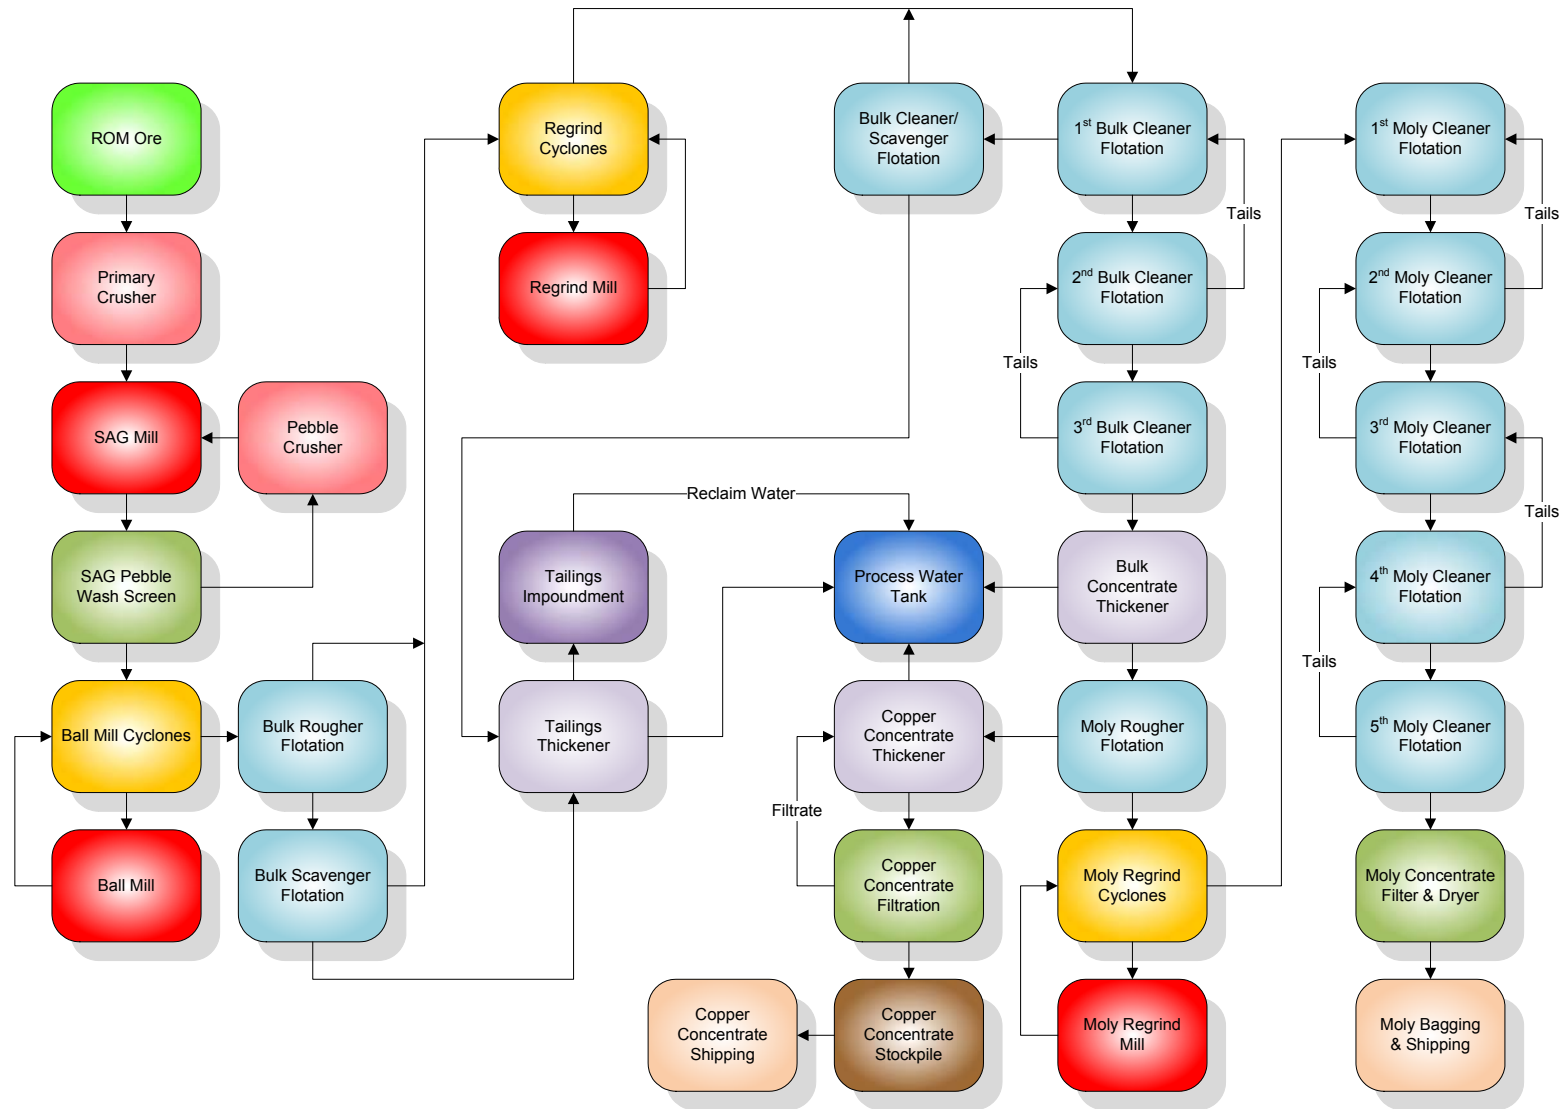 ROM Ore
Primary
Crusher
SAG Mill
Pebble
Crusher
SAG Pebble
Wash Screen
Ball Mill Cyclones
Bulk Rougher
Flotation
Ball Mill
Bulk Scavenger
Flotation
Regrind
Cyclones
Regrind Mill
Reclaim Water
Tailings
Impoundment
Tailings
Thickener
Bulk Cleaner/
Scavenger
Flotation
Process Water
Tank
Copper
Concentrate
Thickener
Filtrate
Copper
Concentrate
Filtration
Copper
Concentrate
Stockpile
Copper
Concentrate
Shipping
1st Bulk Cleaner
Flotation
Tails
2nd Bulk Cleaner
Flotation
Tails
3rd Bulk Cleaner
Flotation
Bulk
Concentrate
Thickener
Moly Rougher
Flotation
Moly Regrind
Cyclones
Moly Regrind
Mill
1st Moly Cleaner
Flotation
Tails
2nd Moly Cleaner
Flotation
Tails
3rd Moly Cleaner
Flotation
Tails
4th Moly Cleaner
Flotation
Tails
5th Moly Cleaner
Flotation
Moly Concentrate
Filter & Dryer
Moly Bagging
& Shipping